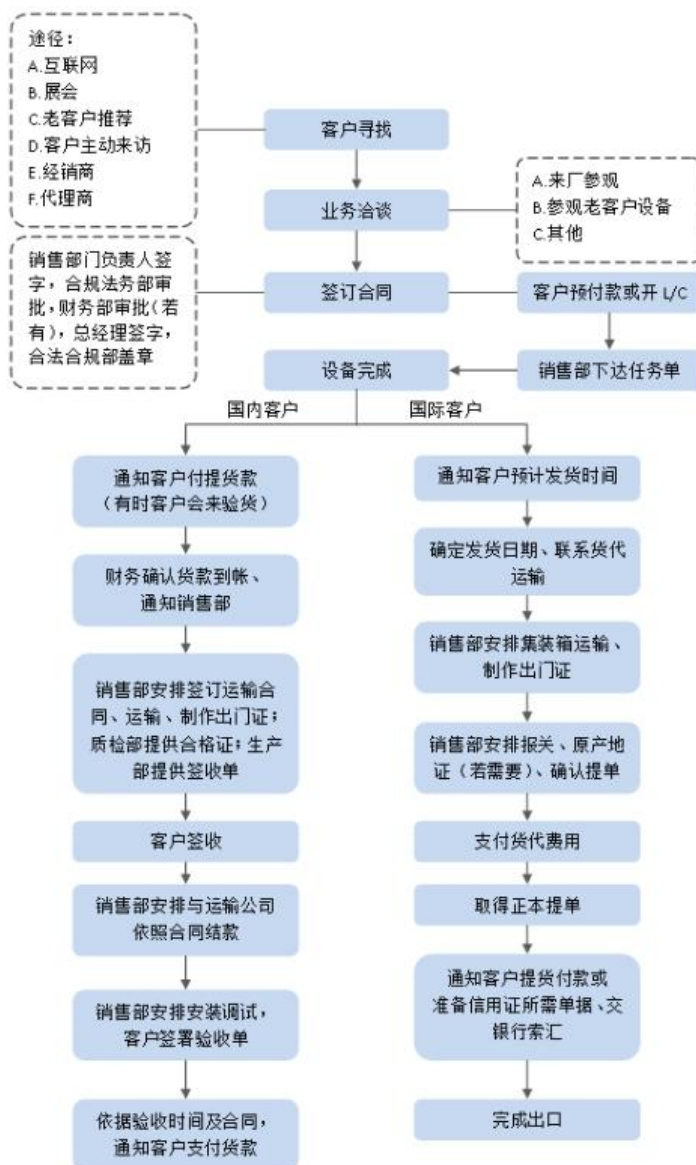 途径：
A.互联网
B.展会
C.老客户推荐
D.客户主动来访
E.经销商
F.代理商
客户寻找
业务洽谈
A.来厂参观
B.参观老客户设备
C.其他
销售部门负责人签
字，合规法务部审
批，财务部审批（若
有），总经理签字，
合法合规部盖章
签订合同
客户预付款或开 L/C
设备完成
销售部下达任务单
国内客户
国际客户
通知客户付提货款
（有时客户会来验货）
财务确认货款到帐、
通知销售部
销售部安排签订运输合
同、运输、制作出门证；
质检部提供合格证；生产
部提供签收单
客户签收
销售部安排与运输公司
依照合同结款
销售部安排安装调试，
客户签署验收单
依据验收时间及合同，
通知客户支付货款
通知客户预计发货时间
确定发货日期、联系货代
运输
销售部安排集装箱运输、
制作出门证
销售部安排报关、原产地
证（若需要）、确认提单
支付货代费用
取得正本提单
通知客户提货付款或
准备信用证所需单据、交
银行索汇
完成出口